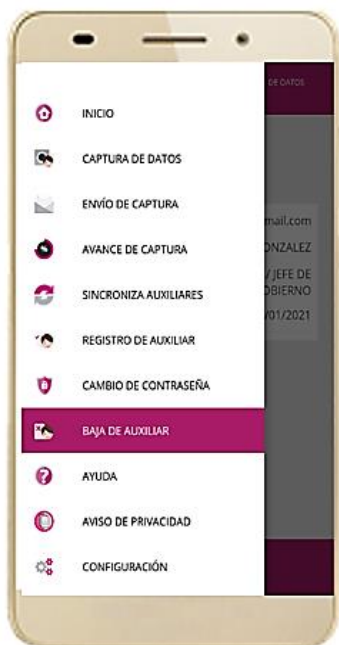 DE DATOS
INICIO
CAPTURA DE DATOS
ENVÍO DE CAPTURA
mail.com
AVANCE DE CAPTURA
ONZALEZ
/ JEFE DE
SINCRONIZA AUXILIARES
OBIERNO
/01/2021
REGISTRO DE AUXILIAR
CAMBIO DE CONTRASEÑA
BAJA DE AUXILIAR
AYUDA
AVISO DE PRIVACIDAD
CONFIGURACIÓN